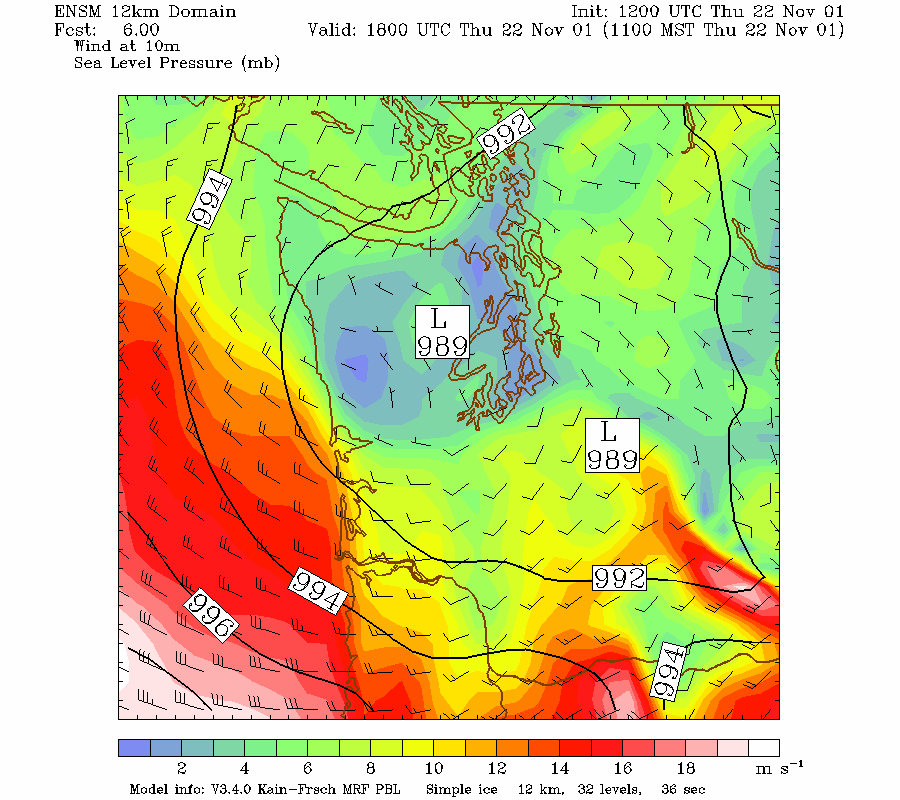 ENSM 12km Domain Init: 1200 UTC Thu 22 Nov 01
Fcst: 6.00 Valid: 1800 UTC Thu 22 Nov 01 (1100 MST Thu 22 Nov 01)
Wind at 10m
Sea Level Pressure (mb)
992
994
L
989
L
989
992
994
996
994
2 4 6 8 10 12 14 16 18 m s⁻¹
Model info: V3.4.0 Kain-Frsch MRF PBL Simple ice 12 km, 32 levels, 36 sec